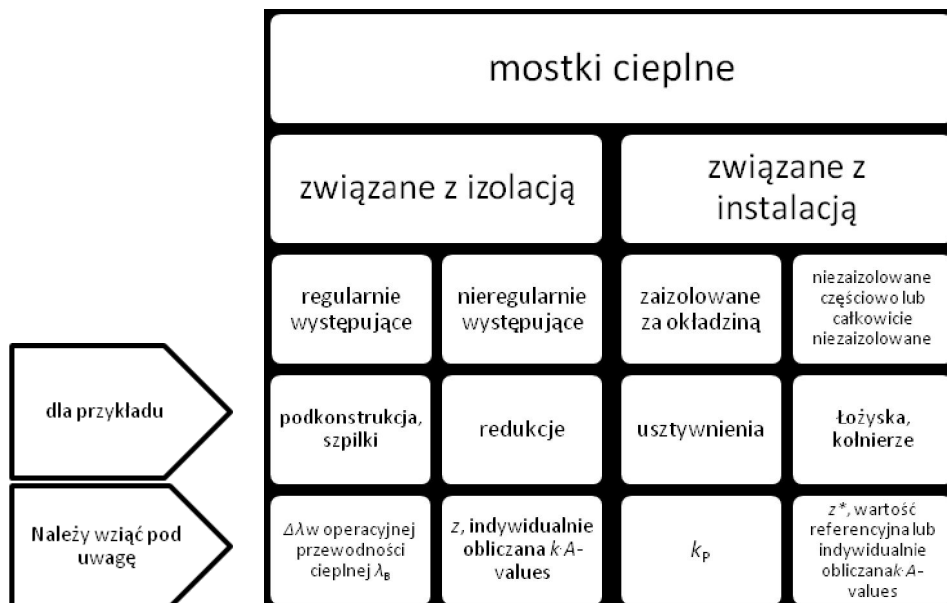 mostki cieplne
związane z izolacją
związane z
instalacją
regularnie
występujące
nieregularnie
występujące
zaizolowane
za okładziną
niezaizolowane
częściowo lub
całkowicie
niezaizolowane
dla przykładu
podkonstrukcja,
szpilki
redukcje
usztywnienia
Łożyska,
kołnierze
Należy wziąć pod
uwagę
Δλw operacyjnej
przewodności
cieplnej λB
z, indywidualnie
obliczana k·A-
values
kP
z*, wartość
referencyjna lub
indywidualnie
obliczanak·A-
values